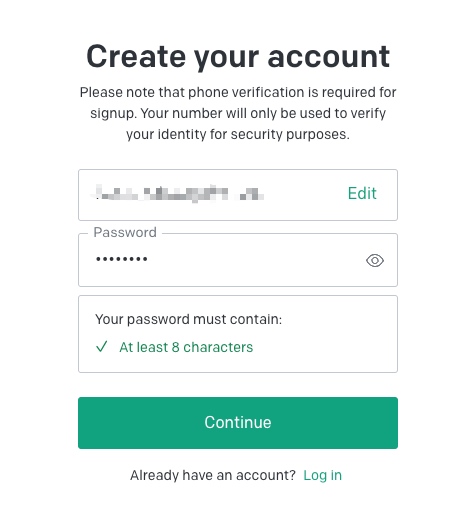 Create your account
Please note that phone verification is required for
signup. Your number will only be used to verify
your identity for security purposes.
Edit
Password
••••••••
Your password must contain:
✓ At least 8 characters
Continue
Already have an account? Log in